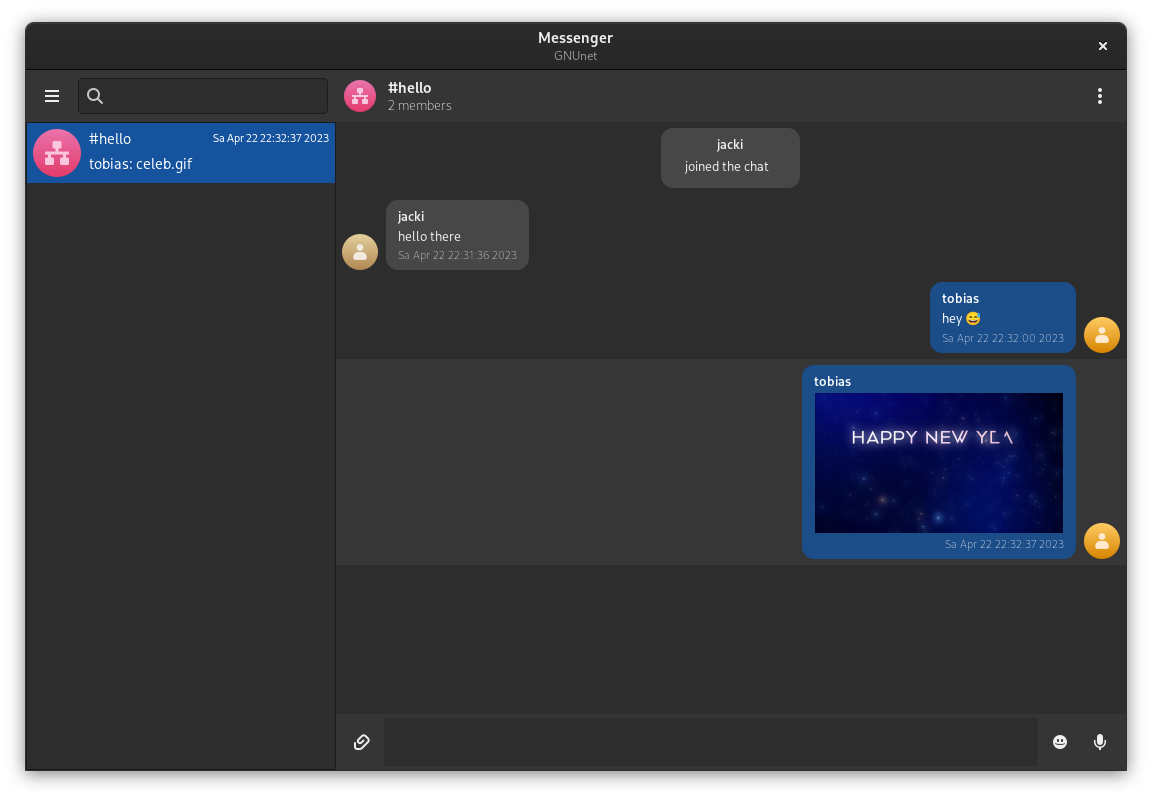 Messenger
GNUnet
#hello
2 members
#hello Sa Apr 22 22:32:37 2023
tobias: celeb.gif
jacki
joined the chat
jacki
hello there
Sa Apr 22 22:31:36 2023
tobias
hey 😅
Sa Apr 22 22:32:00 2023
tobias
HAPPY NEW YEA
Sa Apr 22 22:32:37 2023